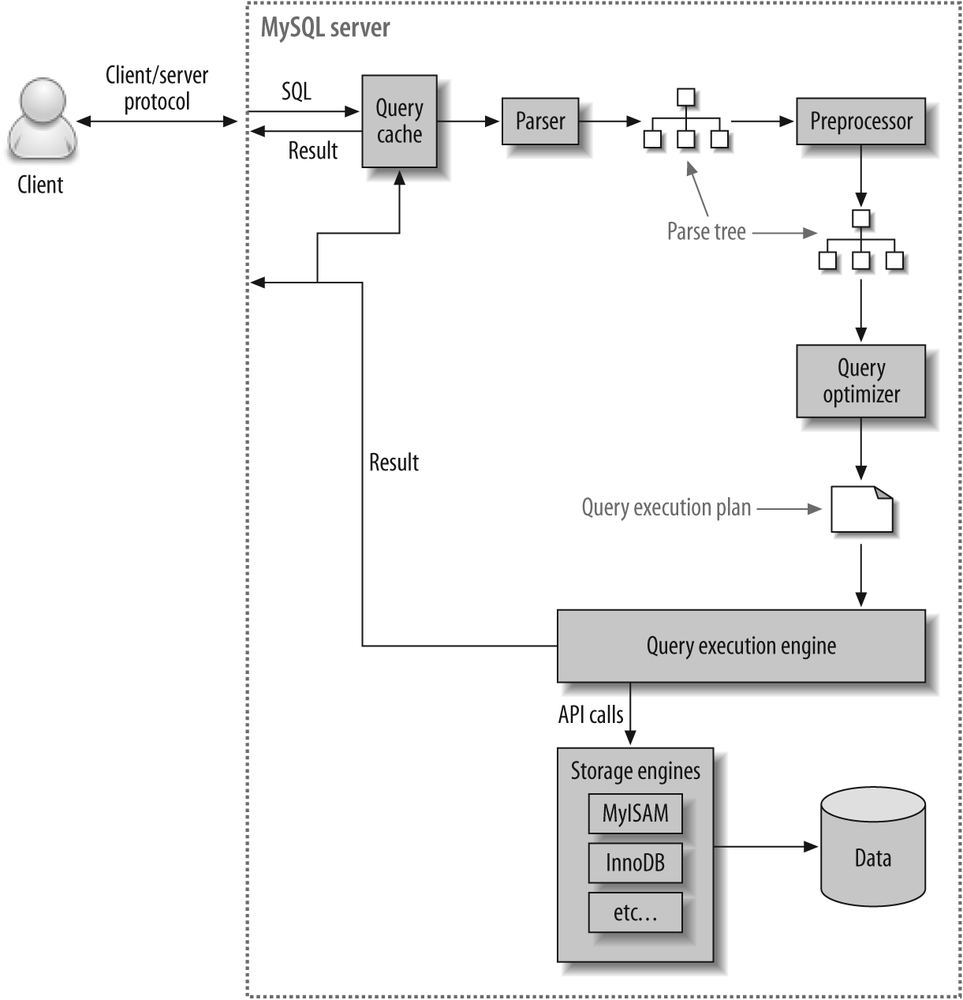 MySQL server
Client/server
protocol
SQL
Result
Query
cache
Parser
Preprocessor
Client
Parse tree
Query
optimizer
Result
Query execution plan
Query execution engine
API calls
Storage engines
MyISAM
InnoDB
etc...
Data